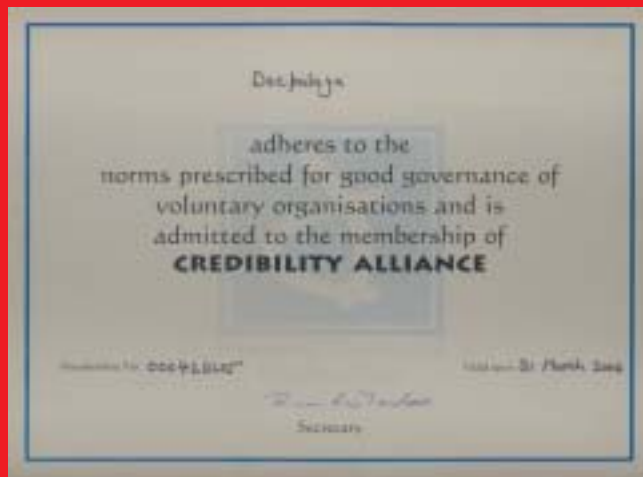 adheres to the
norms prescribed for good governance of
voluntary organisations and is
admitted to the membership of
CREDIBILITY ALLIANCE
31 March
Secretary